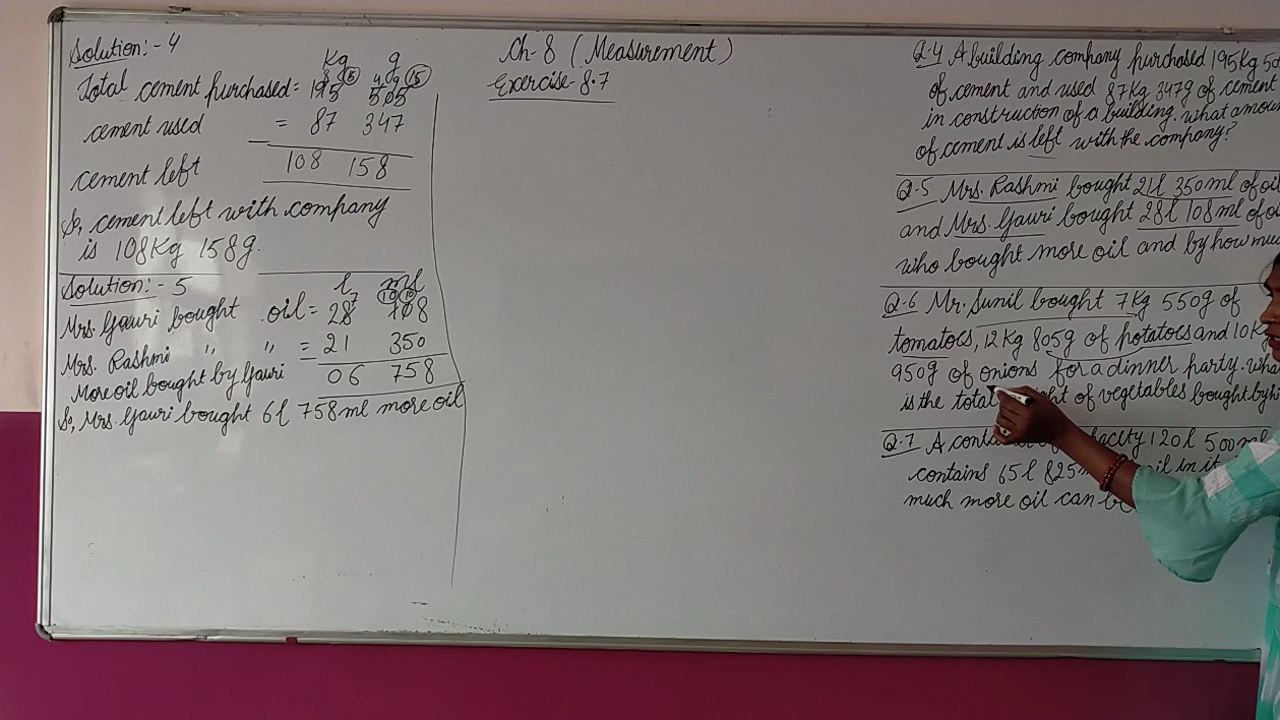 Solution:- 4
Kg g
Total cement purchased = 195 505
cement used = 87 347
cement left 108 158
So, cement left with company
is 108Kg 158g.
Solution:- 5
l ml
Mrs. Gauri bought oil = 28 108
Mrs. Rashmi " " = 21 350
More oil bought by Gauri 06 758
So, Mrs. Gauri bought 6l 758ml more oil
Ch-8 (Measurement)
Exercise-8.7
Q.4 A building company purchased 195Kg 50
of cement and used 87Kg 347g of cement
in construction of a building. what amou
of cement is left with the company?
Q.5 Mrs. Rashmi bought 21l 350ml of oil
and Mrs. Gauri bought 28l 108ml of o
who bought more oil and by how muc
Q.6 Mr. Sunil bought 7Kg 550g of
tomatoes, 12Kg 805g of potatoes and 10K
950g of onions for a dinner party. Wha
is the total of vegetables bought by h
Q.7 A 120l 500ml
contains 65l 825 oil in it
much more oil can be